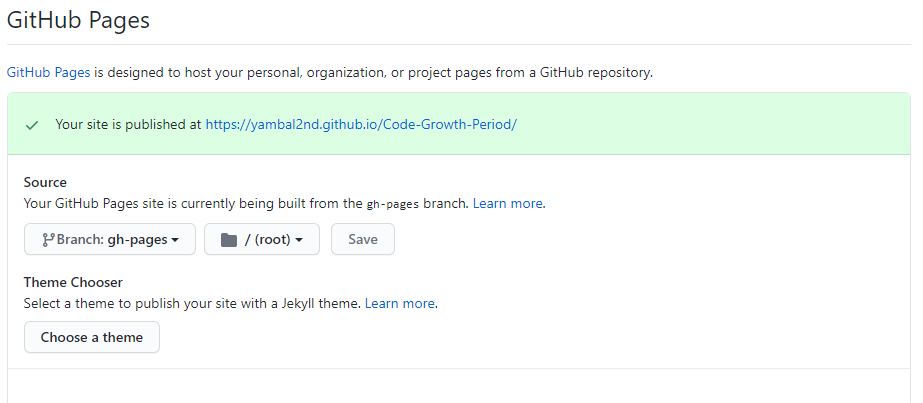 GitHub Pages
GitHub Pages is designed to host your personal, organization, or project pages from a GitHub repository.
Your site is published at https://yambal2nd.github.io/Code-Growth-Period/
Source
Your GitHub Pages site is currently being built from the gh-pages branch. Learn more.
Branch: gh-pages / (root) Save
Theme Chooser
Select a theme to publish your site with a Jekyll theme. Learn more.
Choose a theme